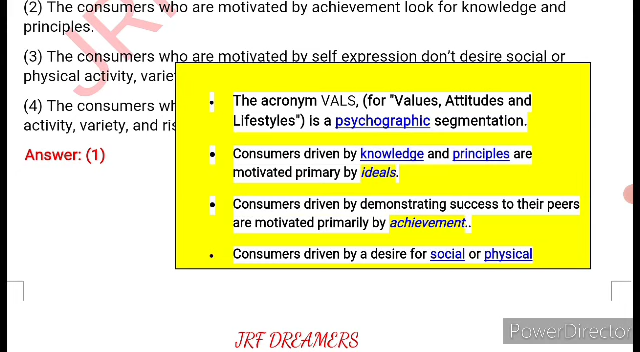 (2) The consumers who are motivated by achievement look for knowledge and
principles.
(3) The consumers who are motivated by self expression don't desire social or
physical activity,
(4) The consumers
activity, variety, and
Answer: (1)
• The acronym VALS, (for "Values, Attitudes and
Lifestyles") is a psychographic segmentation.
• Consumers driven by knowledge and principles are
motivated primary by ideals.
• Consumers driven by demonstrating success to their peers
are motivated primarily by achievement..
• Consumers driven by a desire for social or physical
JRF DREAMERS
PowerDirector